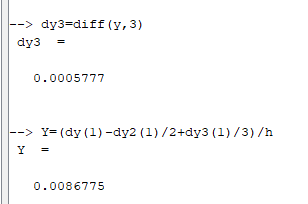 --> dy3=diff(y,3)
dy3  =
0.0005777
--> Y=(dy(1)-dy2(1)/2+dy3(1)/3)/h
Y  =
0.0086775